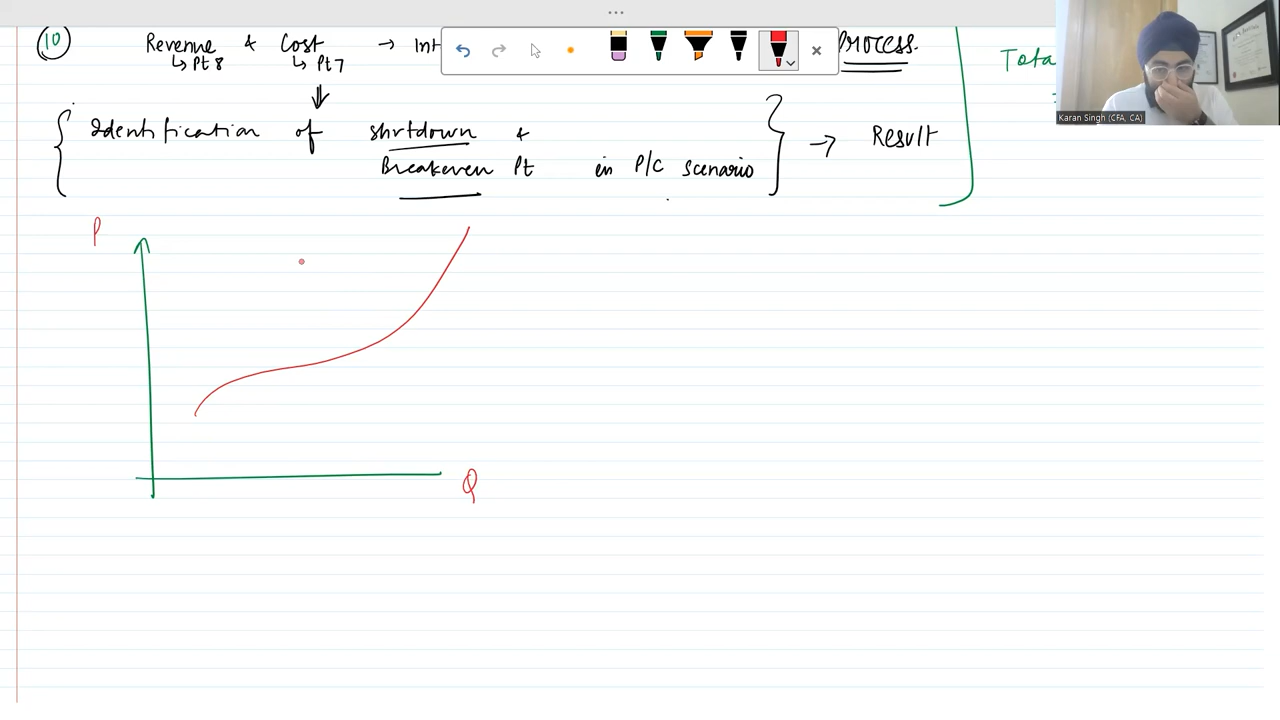 10 Revenue & Cost → Int Process.
↳ Pt 8 ↳ Pt 7
Tota
Karan Singh (CFA, CA)
Identification of shutdown &
Breakeven Pt in P/C scenario → Result
P
Q